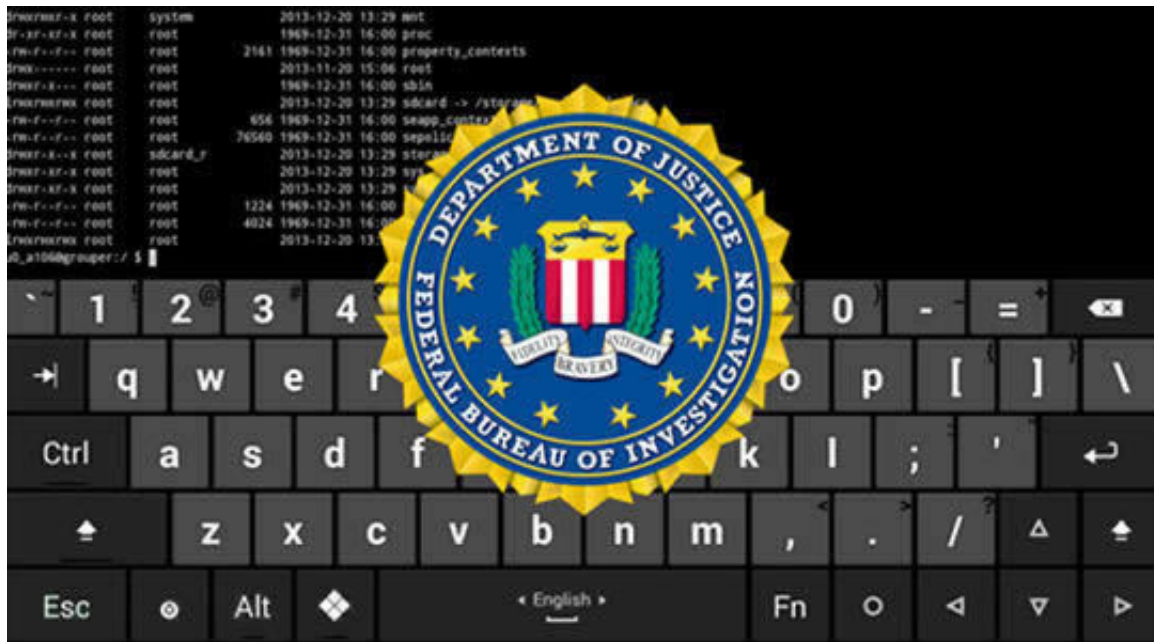 drwxrwxr-x root system 2013-12-20 13:29 mnt
dr-xr-xr-x root root 1969-12-31 16:00 proc
-rw-r--r-- root root 2161 1969-12-31 16:00 property_contexts
drwx------ root root 2013-11-20 15:06 root
drwxr-x--- root root 1969-12-31 16:00 sbin
lrwxrwxrwx root root 2013-12-20 13:29 sdcard -> /storage
-rw-r--r-- root root 656 1969-12-31 16:00 seapp_contex
-rw-r--r-- root root 76560 1969-12-31 16:00 sepolic
drwxr-x--x root sdcard_r 2013-12-20 13:29 stor
dr-xr-xr-x root root 2013-12-20 13:29 sys
drwxr-xr-x root root 2013-12-20 13:29
-rw-r--r-- root root 1224 1969-12-31 16:00
-rw-r--r-- root root 4024 1969-12-31 16:00
lrwxrwxrwx root root 2013-12-20 13:
u0_a106@grouper:/ $
DEPARTMENT OF JUSTICE
FIDELITY BRAVERY INTEGRITY
FEDERAL BUREAU OF INVESTIGATION
` ~ 1 ! 2 @ 3 # 4 0 ) - _ = +
q w e r o p [ { ] } \
Ctrl a s d f k l ; : ' "
z x c v b n m , < . > / ?
Esc Alt English Fn